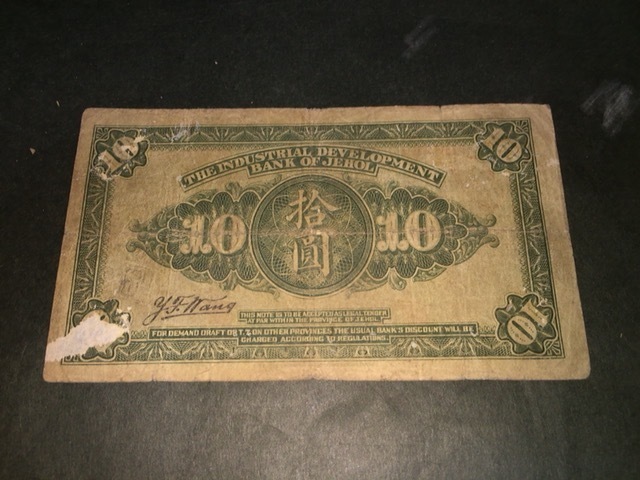 10
10
THE INDUSTRIAL DEVELOPMENT
BANK OF JEHOL
10
拾圓
10
Y. F. Wang
THIS NOTE IS TO BE ACCEPTED AS LEGAL TENDER
AT PAR WITHIN THE PROVINCE OF JEHOL.
FOR DEMAND DRAFT OR T.T. ON OTHER PROVINCES THE USUAL BANK'S DISCOUNT WILL BE
CHARGED ACCORDING TO REGULATIONS.
10